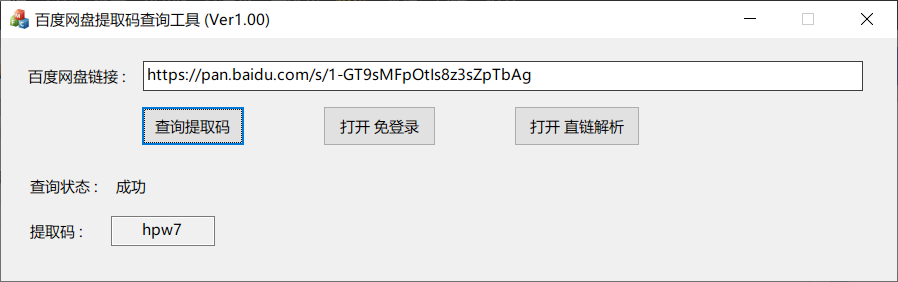 百度网盘提取码查询工具 (Ver1.00)
百度网盘链接： https://pan.baidu.com/s/1-GT9sMFpOtIs8z3sZpTbAg
查询提取码 打开 免登录 打开 直链解析
查询状态： 成功
提取码： hpw7